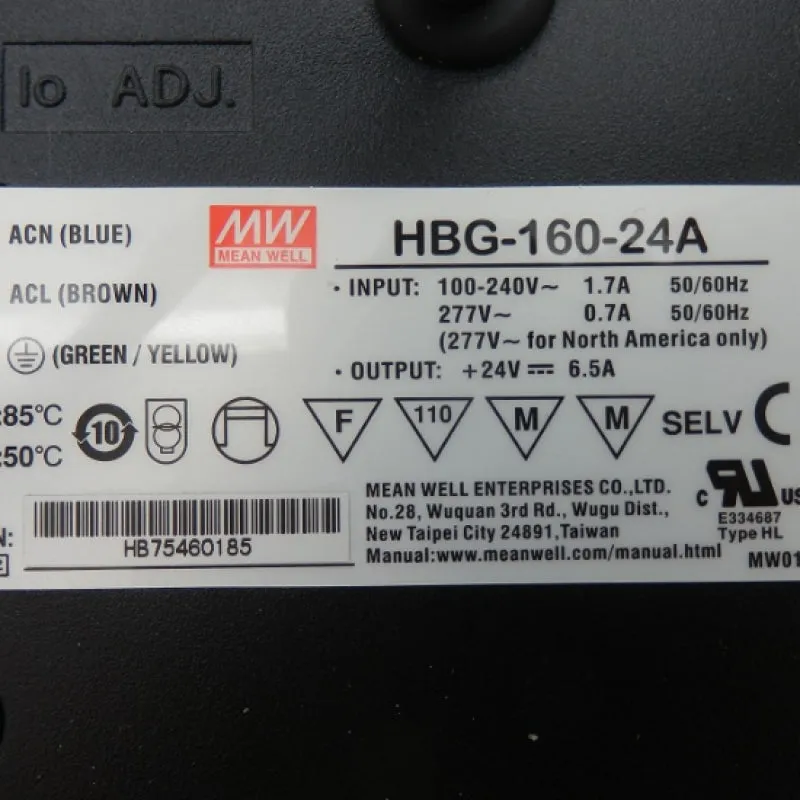 Io ADJ.
ACN (BLUE)
ACL (BROWN)
(GREEN / YELLOW)
:85℃
:50℃
10
MW
MEAN WELL
HBG-160-24A
· INPUT: 100-240V~ 1.7A 50/60Hz
277V~ 0.7A 50/60Hz
(277V~ for North America only)
· OUTPUT: +24V⎓ 6.5A
F 110 M M SELV
N:
HB75460185
MEAN WELL ENTERPRISES CO.,LTD.
No.28, Wuquan 3rd Rd., Wugu Dist.,
New Taipei City 24891,Taiwan
Manual:www.meanwell.com/manual.html
c RU US
E334687
Type HL
MW01